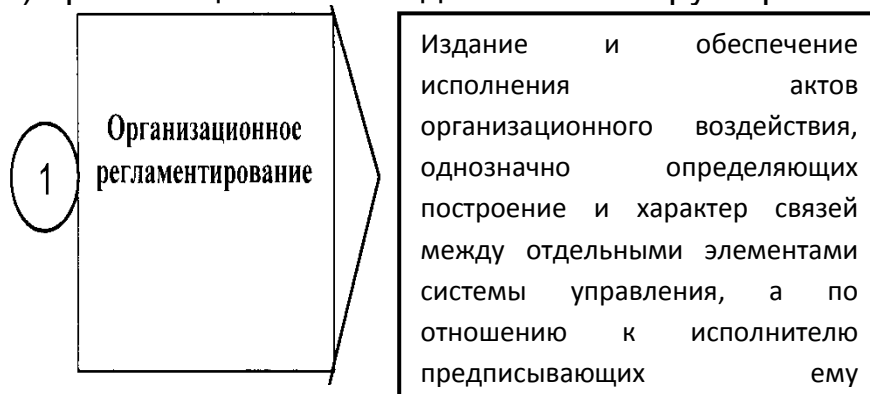 1
Организационное
регламентирование
Издание и обеспечение
исполнения актов
организационного воздействия,
однозначно определяющих
построение и характер связей
между отдельными элементами
системы управления, а по
отношению к исполнителю
предписывающих ему